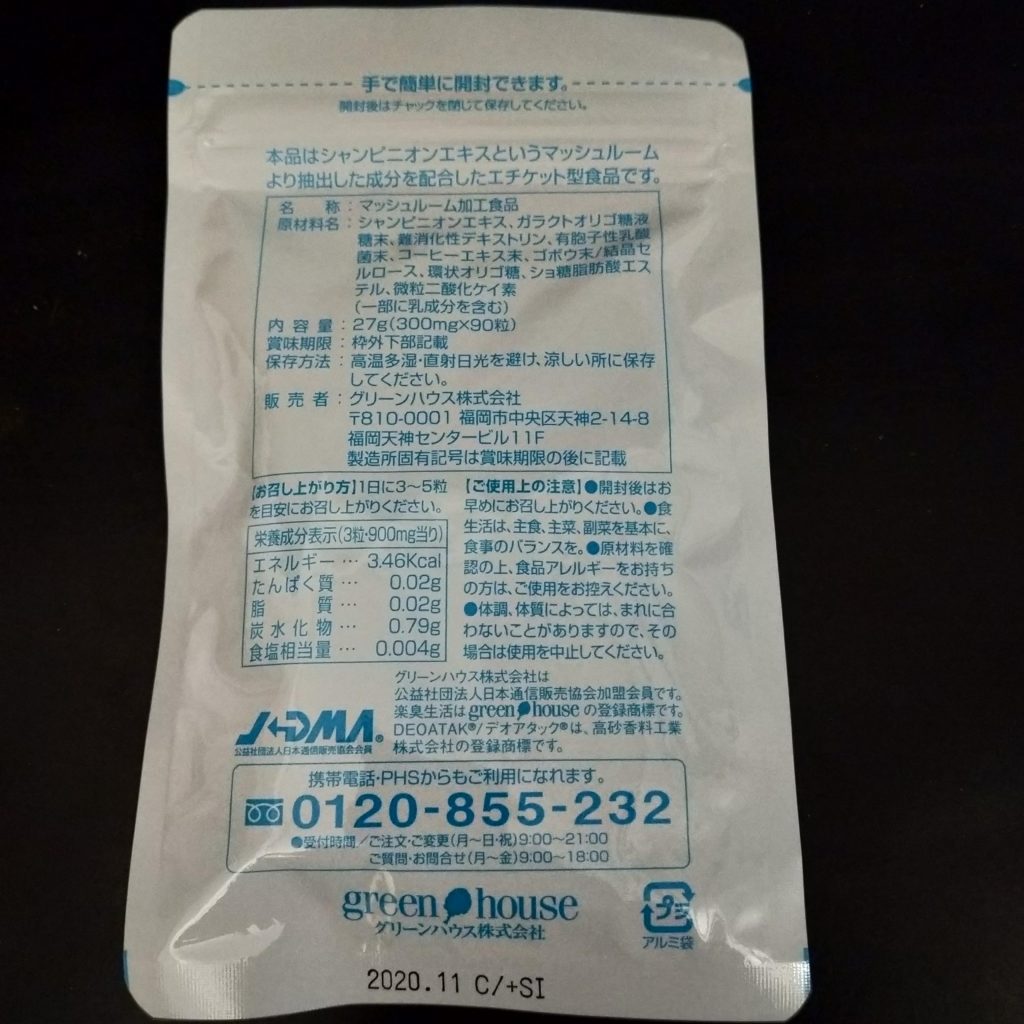 手で簡単に開封できます。
開封後はチャックを閉じて保存してください。
本品はシャンピニオンエキスというマッシュルーム
より抽出した成分を配合したエチケット型食品です。
名称：マッシュルーム加工食品
原材料名：シャンピニオンエキス、ガラクトオリゴ糖液
糖末、難消化性デキストリン、有胞子性乳酸
菌末、コーヒーエキス末、ゴボウ末/結晶セ
ルロース、環状オリゴ糖、ショ糖脂肪酸エス
テル、微粒二酸化ケイ素
(一部に乳成分を含む)
内容量：27g(300mg×90粒)
賞味期限：枠外下部記載
保存方法：高温多湿・直射日光を避け、涼しい所に保存
してください。
販売者：グリーンハウス株式会社
〒810-0001 福岡市中央区天神2-14-8
福岡天神センタービル11F
製造所固有記号は賞味期限の後に記載
【お召し上がり方】1日に3～5粒
を目安にお召し上がりください。
栄養成分表示(3粒・900mg当り)
エネルギー … 3.46Kcal
たんぱく質 … 0.02g
脂質 … 0.02g
炭水化物 … 0.79g
食塩相当量 … 0.004g
【ご使用上の注意】●開封後はお
早めにお召し上がりください。●食
生活は、主食、主菜、副菜を基本に、
食事のバランスを。●原材料を確
認の上、食品アレルギーをお持ち
の方は、ご使用をお控えください。
●体調、体質によっては、まれに合
わないことがありますので、その
場合は使用を中止してください。
グリーンハウス株式会社は
公益社団法人日本通信販売協会加盟会員です。
楽臭生活はgreen houseの登録商標です。
DEOATAK®/デオアタック®は、高砂香料工業
株式会社の登録商標です。
JADMA®
公益社団法人日本通信販売協会会員
携帯電話・PHSからもご利用になれます。
0120-855-232
●受付時間/ご注文・ご変更(月～日・祝)9:00～21:00
ご質問・お問合せ(月～金)9:00～18:00
green house
グリーンハウス株式会社
プラ
アルミ袋
2020.11 C/+SI